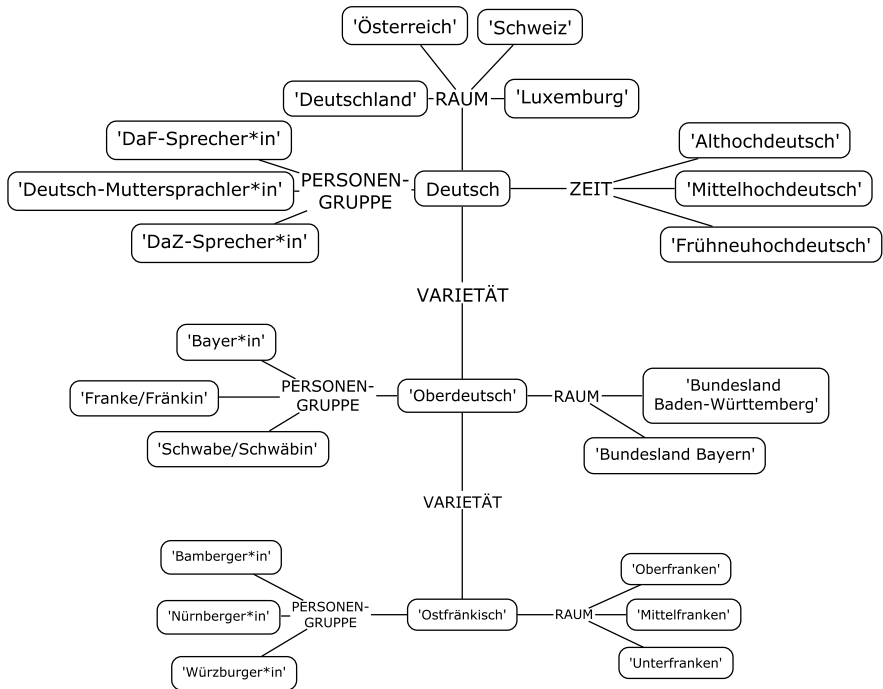 'Österreich'
'Schweiz'
'Deutschland'
RAUM
'Luxemburg'
'DaF-Sprecher*in'
'Althochdeutsch'
'Deutsch-Muttersprachler*in'
PERSONEN-
GRUPPE
Deutsch
ZEIT
'Mittelhochdeutsch'
'DaZ-Sprecher*in'
'Frühneuhochdeutsch'
VARIETÄT
'Bayer*in'
'Franke/Fränkin'
PERSONEN-
GRUPPE
'Oberdeutsch'
RAUM
'Bundesland
Baden-Württemberg'
'Schwabe/Schwäbin'
'Bundesland Bayern'
VARIETÄT
'Bamberger*in'
'Oberfranken'
'Nürnberger*in'
PERSONEN-
GRUPPE
'Ostfränkisch'
RAUM
'Mittelfranken'
'Würzburger*in'
'Unterfranken'